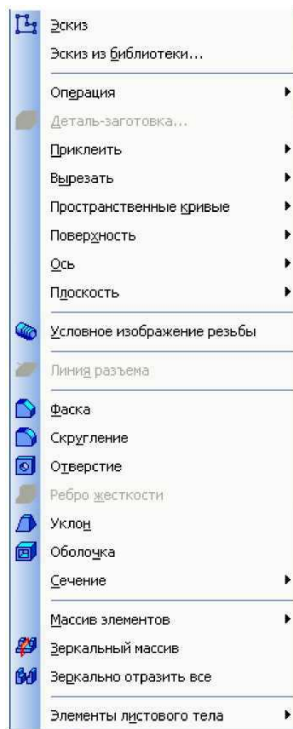 Эскиз
Эскиз из библиотеки...
Операция
Деталь-заготовка...
Приклеить
Вырезать
Пространственные кривые
Поверхность
Ось
Плоскость
Условное изображение резьбы
Линия разъема
Фаска
Скругление
Отверстие
Ребро жесткости
Уклон
Оболочка
Сечение
Массив элементов
Зеркальный массив
Зеркально отразить все
Элементы листового тела